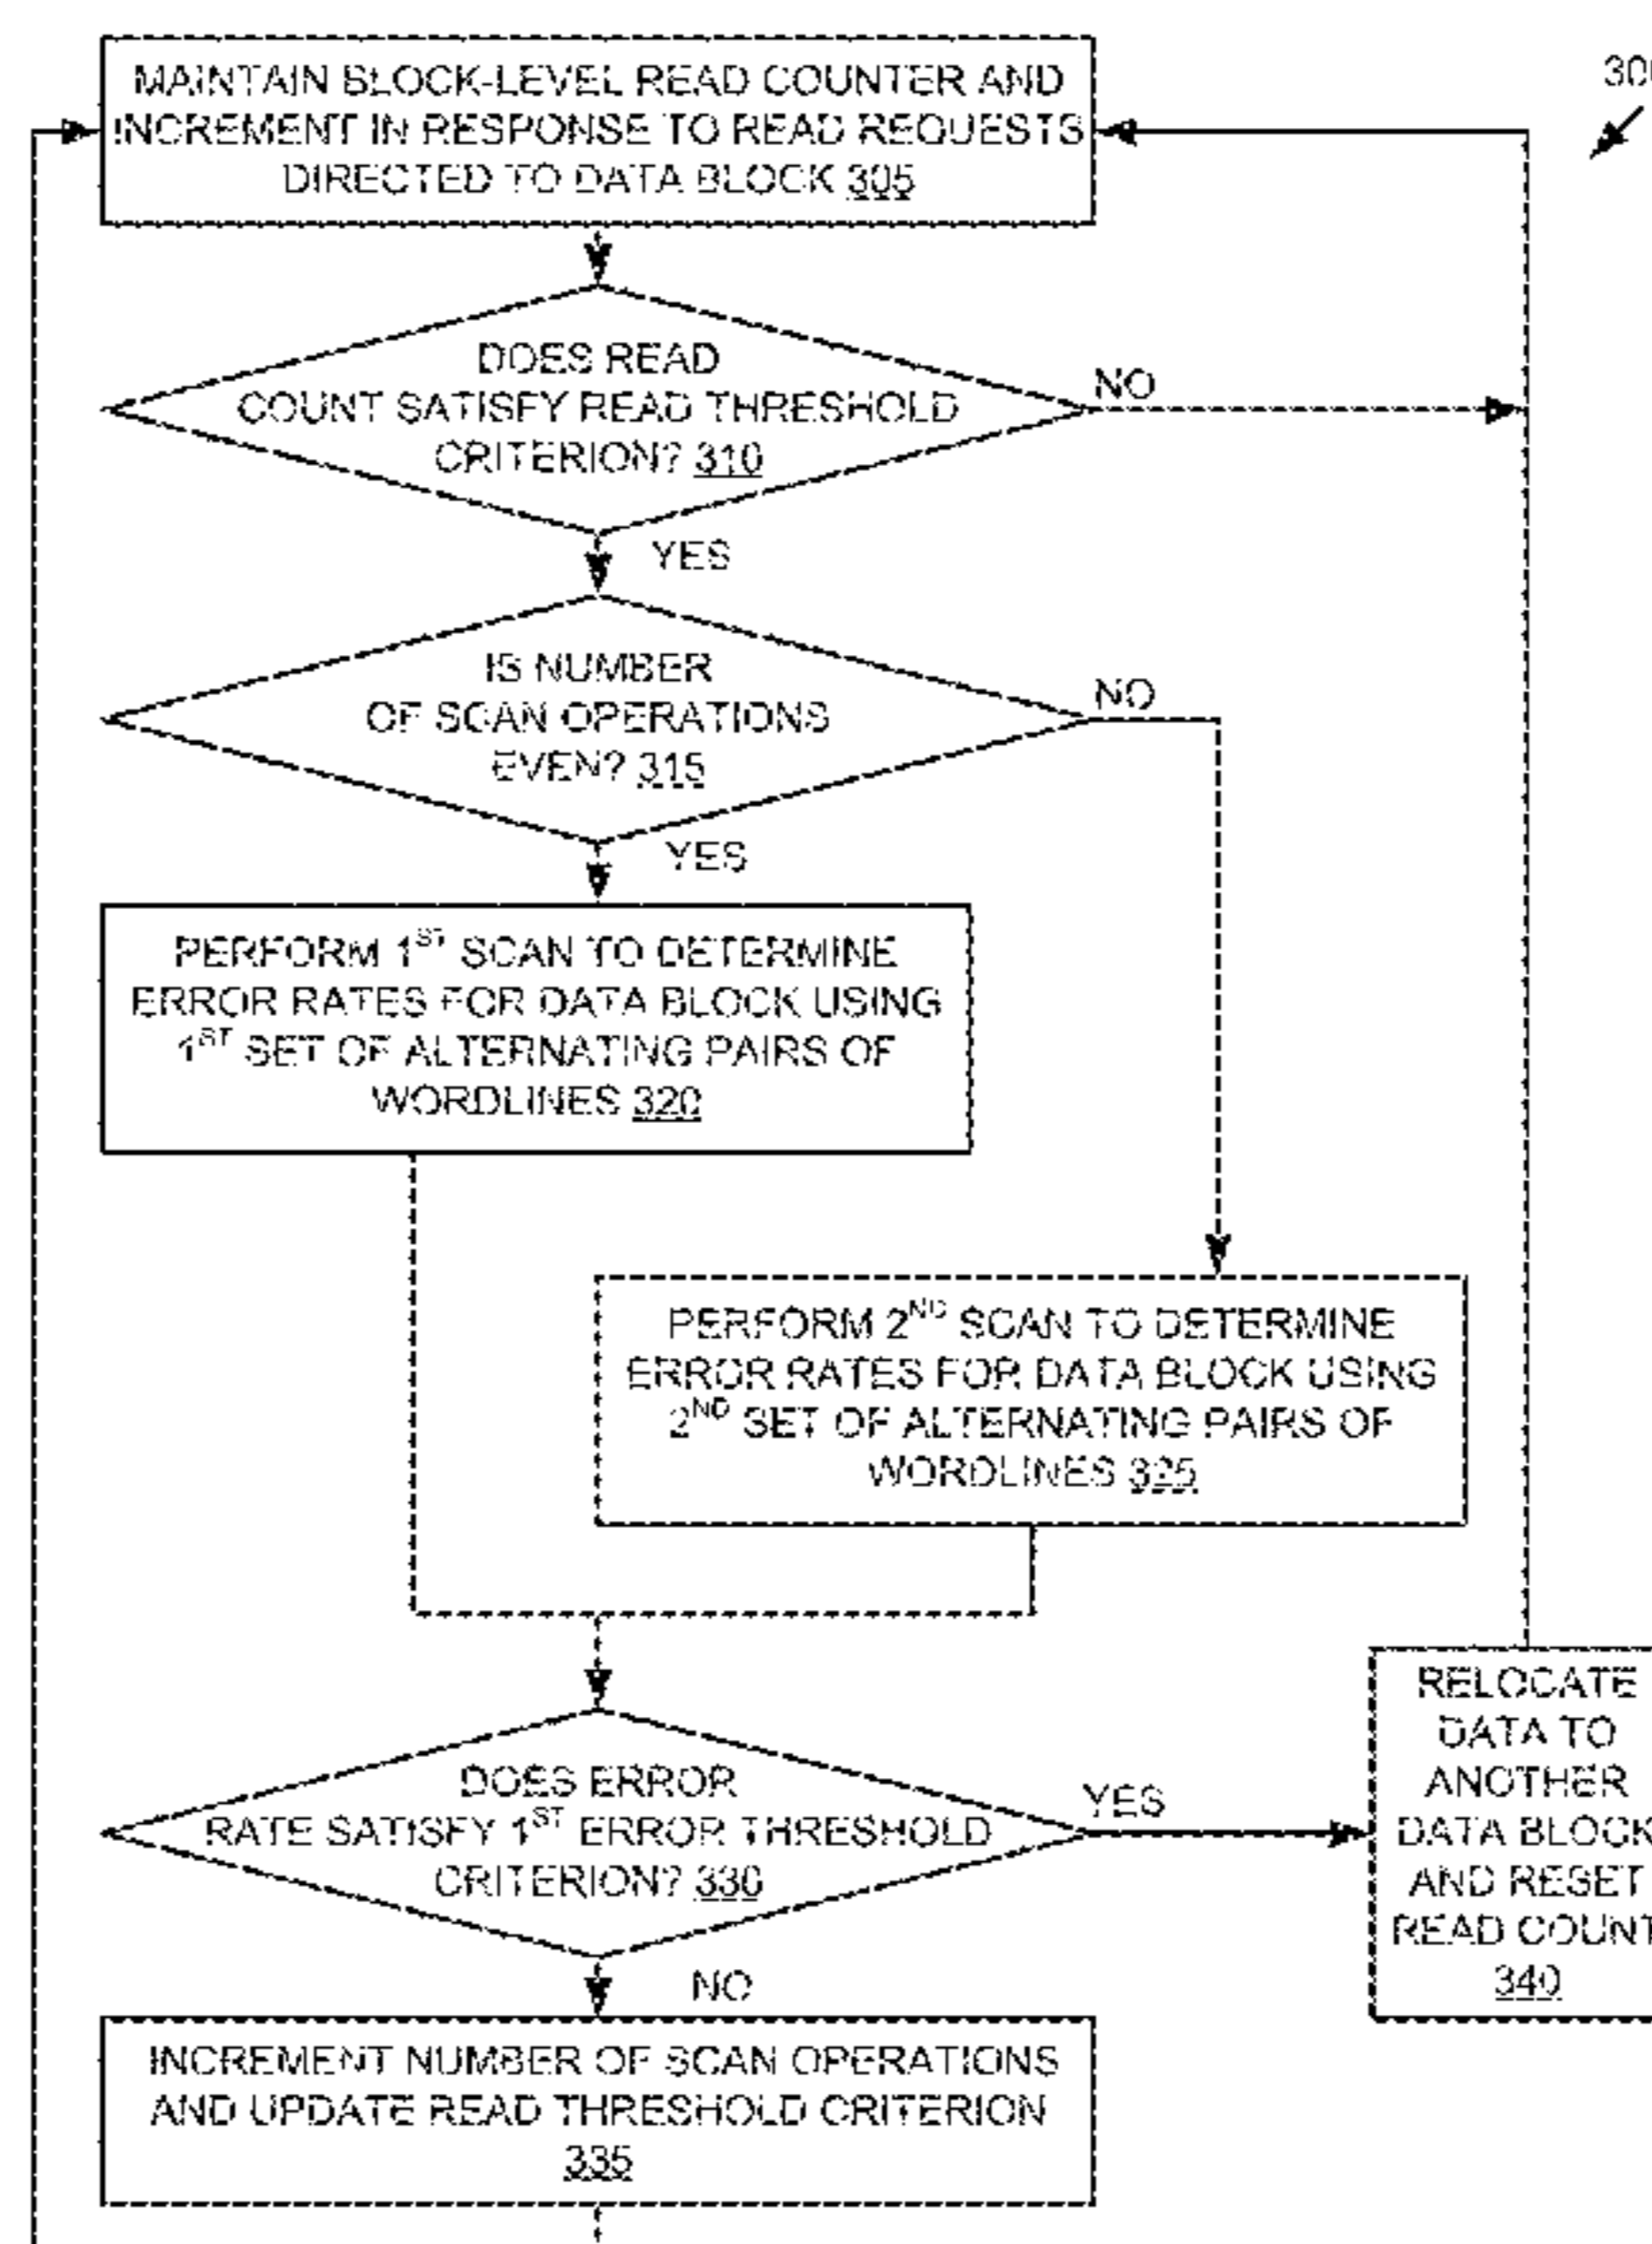 MAINTAIN BLOCK-LEVEL READ COUNTER AND
INCREMENT IN RESPONSE TO READ REQUESTS
DIRECTED TO DATA BLOCK 305
DOES READ
COUNT SATISFY READ THRESHOLD
CRITERION? 310
NO
YES
IS NUMBER
OF SCAN OPERATIONS
EVEN? 315
NO
YES
PERFORM 1ST SCAN TO DETERMINE
ERROR RATES FOR DATA BLOCK USING
1ST SET OF ALTERNATING PAIRS OF
WORDLINES 320
PERFORM 2ND SCAN TO DETERMINE
ERROR RATES FOR DATA BLOCK USING
2ND SET OF ALTERNATING PAIRS OF
WORDLINES 325
DOES ERROR
RATE SATISFY 1ST ERROR THRESHOLD
CRITERION? 330
YES
NO
RELOCATE
DATA TO
ANOTHER
DATA BLOCK
AND RESET
READ COUNT
340
INCREMENT NUMBER OF SCAN OPERATIONS
AND UPDATE READ THRESHOLD CRITERION
335